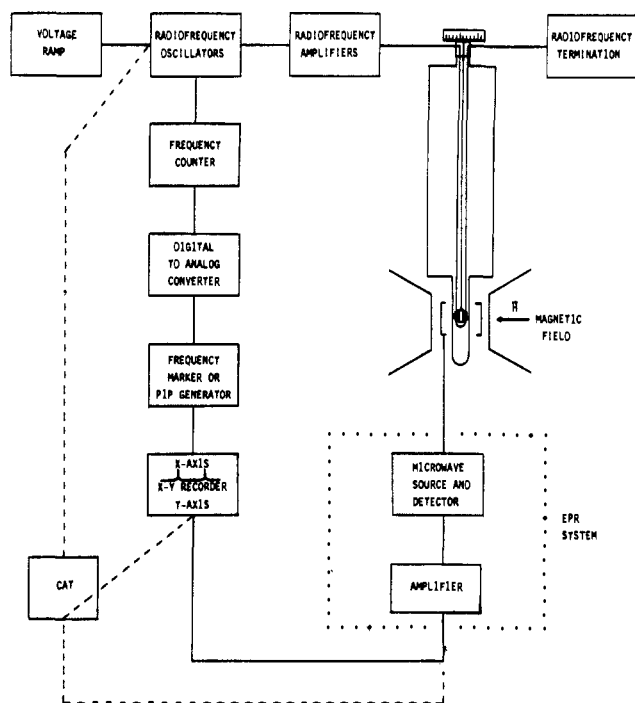 VOLTAGE
RAMP
RADIOFREQUENCY
OSCILLATORS
RADIOFREQUENCY
AMPLIFIERS
RADIOFREQUENCY
TERMINATION
FREQUENCY
COUNTER
DIGITAL
TO ANALOG
CONVERTER
H
MAGNETIC
FIELD
FREQUENCY
MARKER OR
PIP GENERATOR
X-AXIS
X-Y RECORDER
Y-AXIS
MICROWAVE
SOURCE AND
DETECTOR
EPR
SYSTEM
CAT
AMPLIFIER